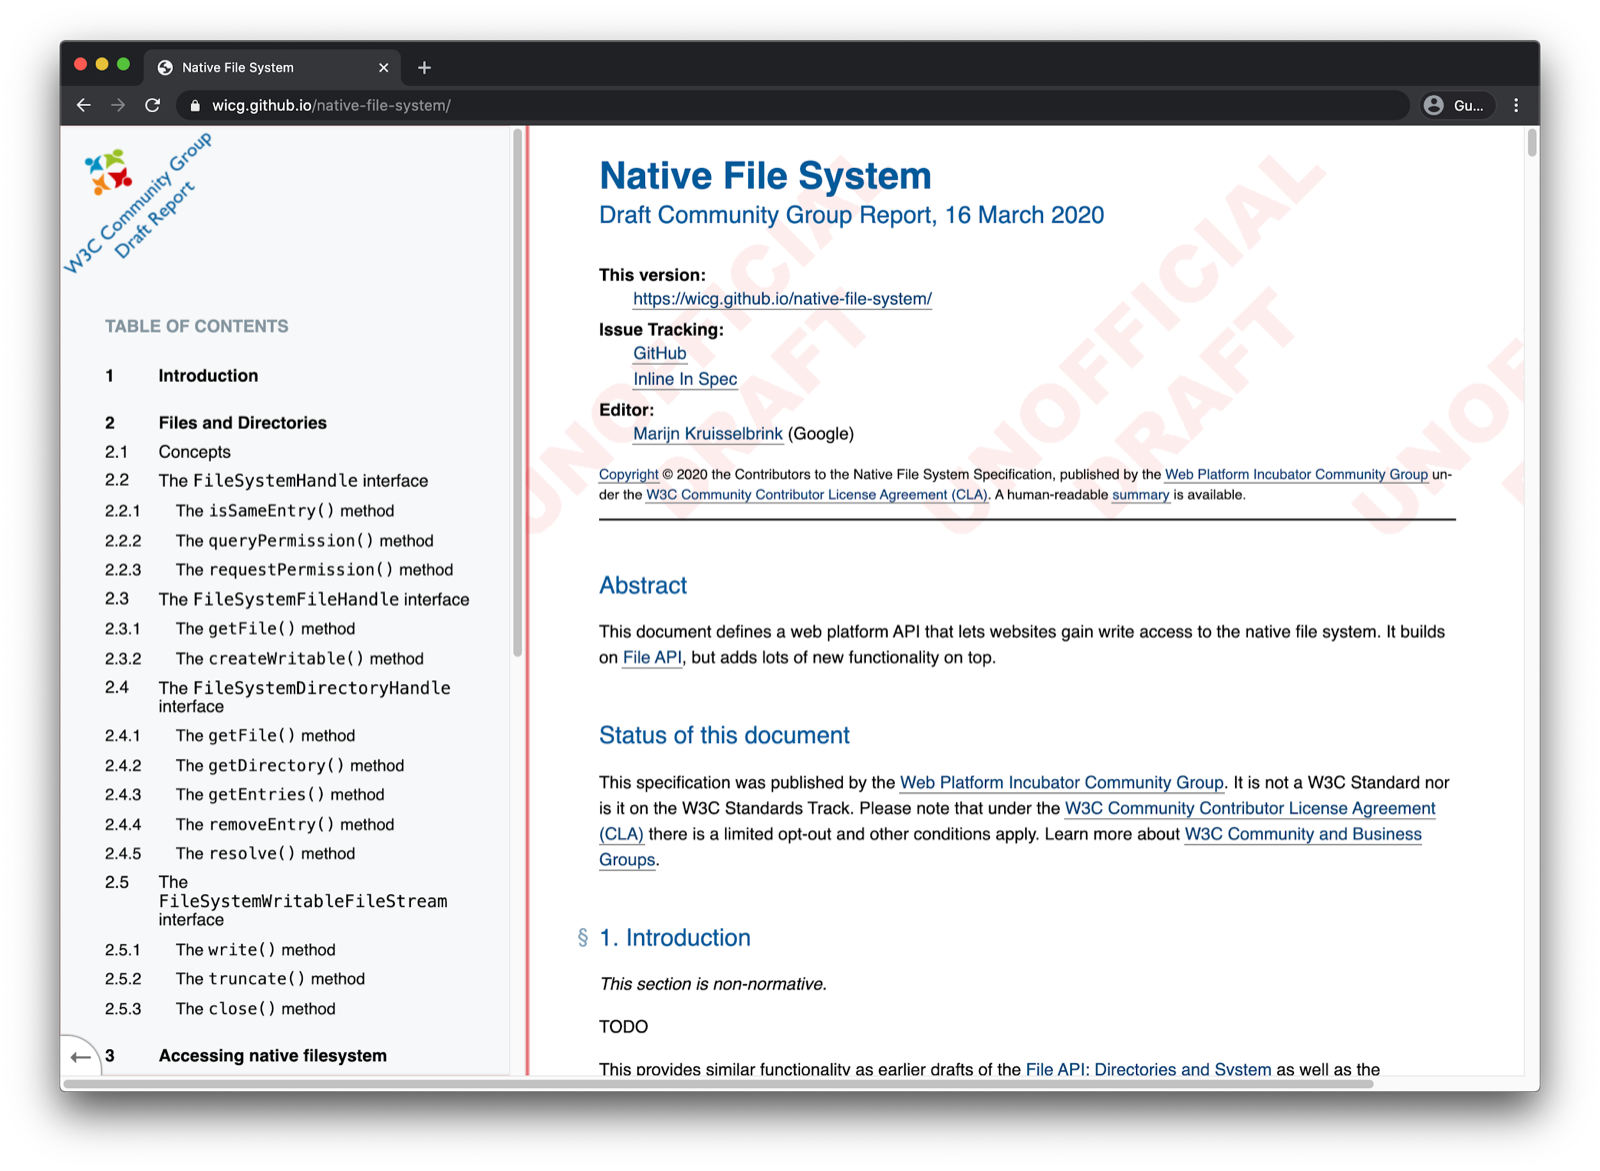 Native File System
wicg.github.io/native-file-system/
Gu...
W3C Community Group
Draft Report
TABLE OF CONTENTS
1 Introduction
2 Files and Directories
2.1 Concepts
2.2 The FileSystemHandle interface
2.2.1 The isSameEntry() method
2.2.2 The queryPermission() method
2.2.3 The requestPermission() method
2.3 The FileSystemFileHandle interface
2.3.1 The getFile() method
2.3.2 The createWritable() method
2.4 The FileSystemDirectoryHandle
interface
2.4.1 The getFile() method
2.4.2 The getDirectory() method
2.4.3 The getEntries() method
2.4.4 The removeEntry() method
2.4.5 The resolve() method
2.5 The
FileSystemWritableFileStream
interface
2.5.1 The write() method
2.5.2 The truncate() method
2.5.3 The close() method
3 Accessing native filesystem
Native File System
Draft Community Group Report, 16 March 2020
This version:
https://wicg.github.io/native-file-system/
Issue Tracking:
GitHub
Inline In Spec
Editor:
Marijn Kruisselbrink (Google)
Copyright © 2020 the Contributors to the Native File System Specification, published by the Web Platform Incubator Community Group un-
der the W3C Community Contributor License Agreement (CLA). A human-readable summary is available.
Abstract
This document defines a web platform API that lets websites gain write access to the native file system. It builds
on File API, but adds lots of new functionality on top.
Status of this document
This specification was published by the Web Platform Incubator Community Group. It is not a W3C Standard nor
is it on the W3C Standards Track. Please note that under the W3C Community Contributor License Agreement
(CLA) there is a limited opt-out and other conditions apply. Learn more about W3C Community and Business
Groups.
§ 1. Introduction
This section is non-normative.
TODO
This provides similar functionality as earlier drafts of the File API: Directories and System as well as the
UNOFFICIAL
DRAFT
UNOFFICIAL
DRAFT
UNOF
D